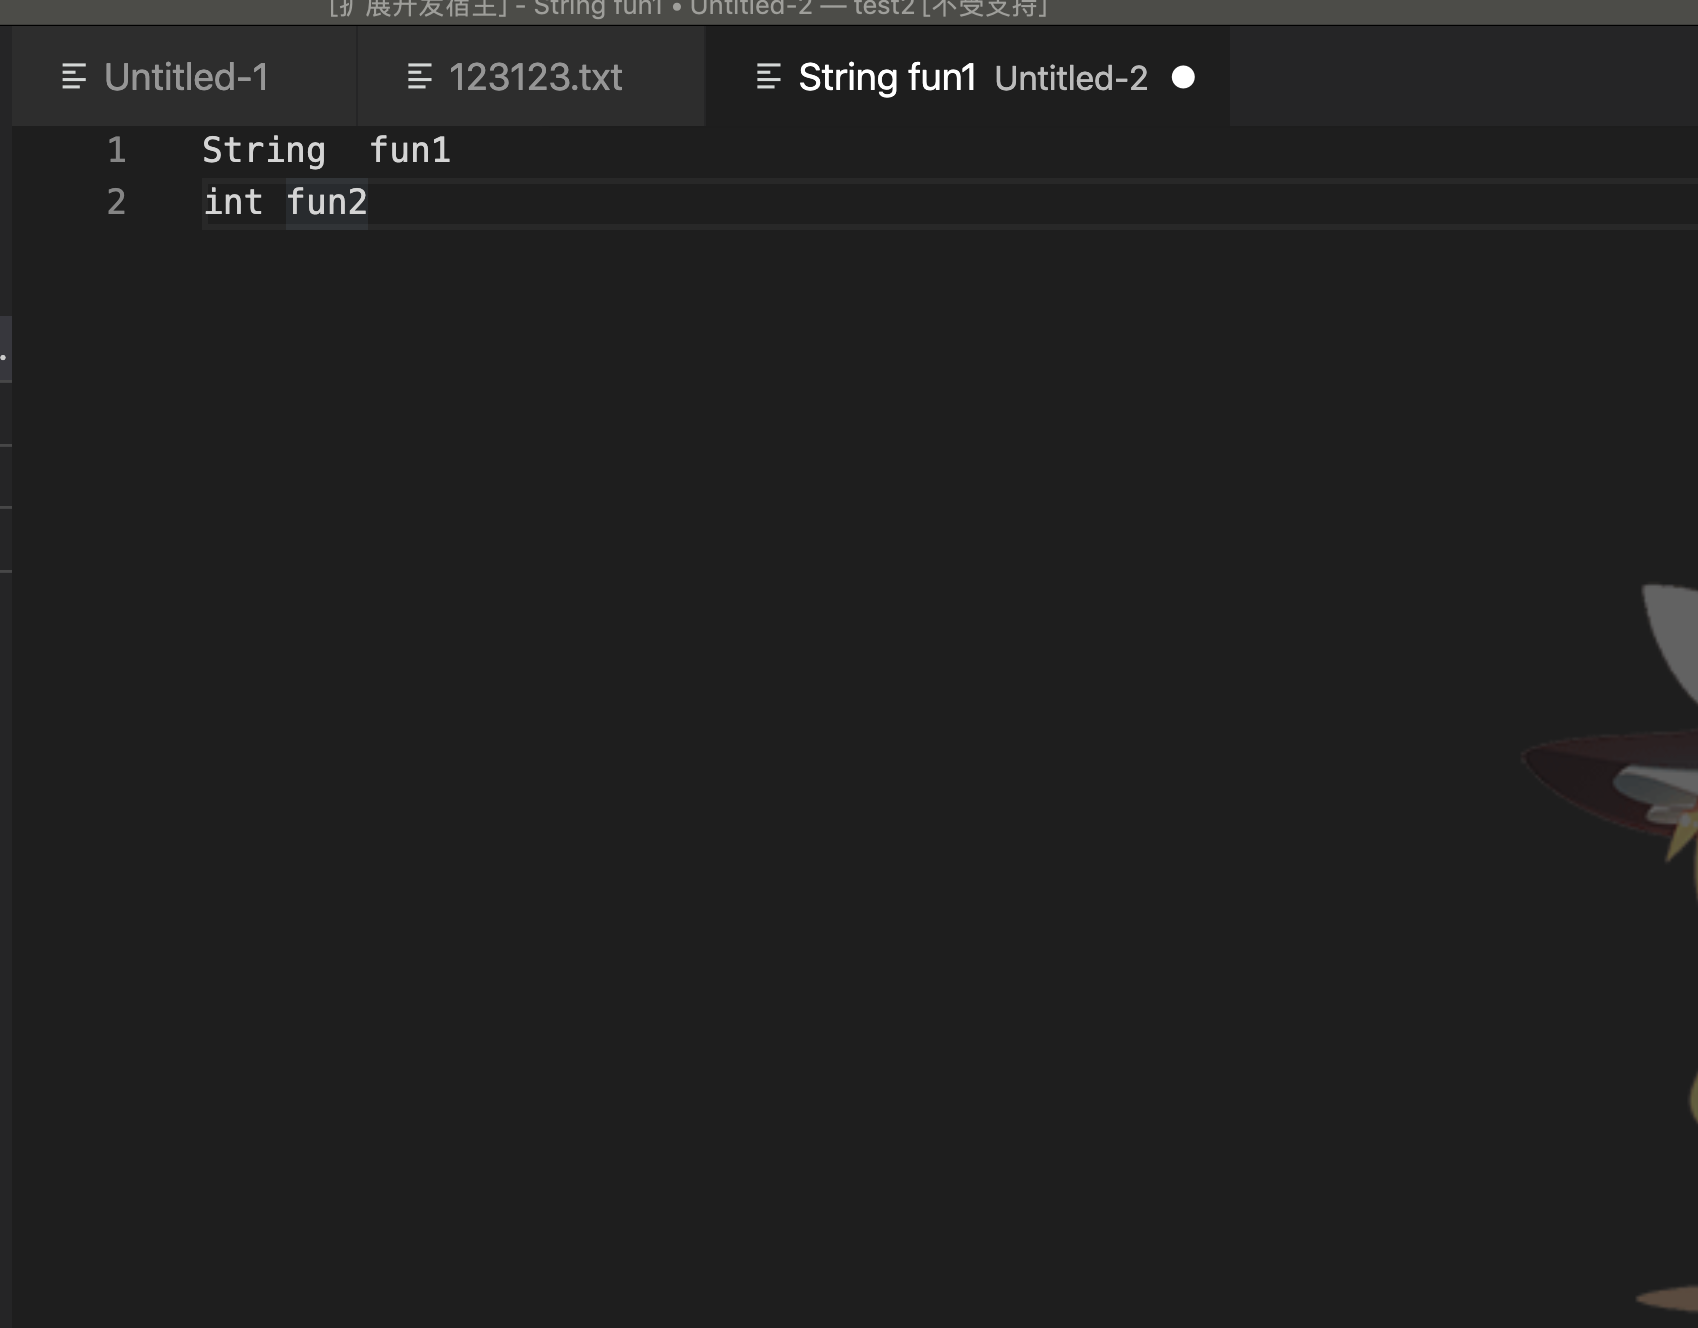 [扩展开发宿主] - String fun1 • Untitled-2 — test2 [不受支持]
Untitled-1
123123.txt
String fun1 Untitled-2
1 String  fun1
2 int fun2